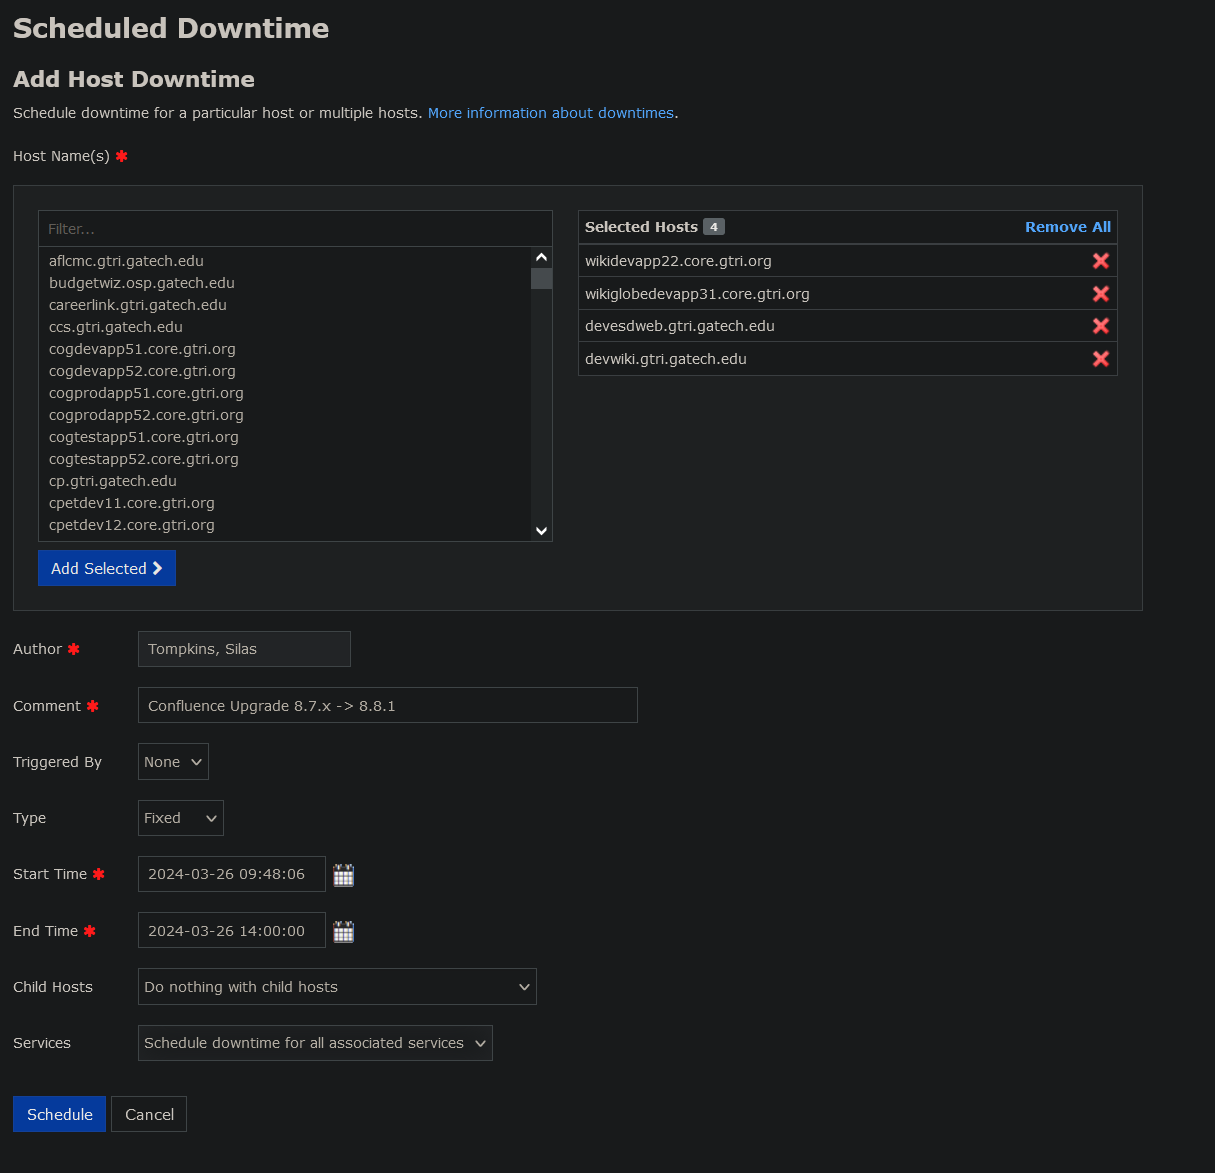 Scheduled Downtime
Add Host Downtime
Schedule downtime for a particular host or multiple hosts. More information about downtimes.
Host Name(s) ✱
Filter...
aflcmc.gtri.gatech.edu
budgetwiz.osp.gatech.edu
careerlink.gtri.gatech.edu
ccs.gtri.gatech.edu
cogdevapp51.core.gtri.org
cogdevapp52.core.gtri.org
cogprodapp51.core.gtri.org
cogprodapp52.core.gtri.org
cogtestapp51.core.gtri.org
cogtestapp52.core.gtri.org
cp.gtri.gatech.edu
cpetdev11.core.gtri.org
cpetdev12.core.gtri.org
Add Selected
Selected Hosts 4 Remove All
wikidevapp22.core.gtri.org
wikiglobedevapp31.core.gtri.org
devesdweb.gtri.gatech.edu
devwiki.gtri.gatech.edu
Author ✱ Tompkins, Silas
Comment ✱ Confluence Upgrade 8.7.x -> 8.8.1
Triggered By None
Type Fixed
Start Time ✱ 2024-03-26 09:48:06
End Time ✱ 2024-03-26 14:00:00
Child Hosts Do nothing with child hosts
Services Schedule downtime for all associated services
Schedule Cancel